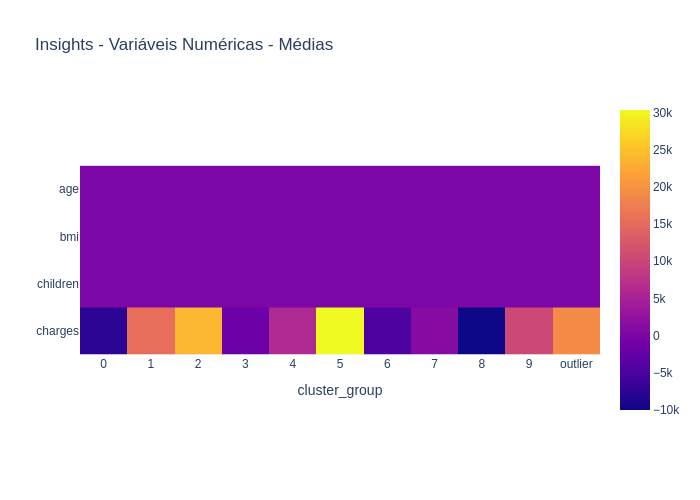 Insights - Variáveis Numéricas - Médias
30k
25k
20k
15k
10k
5k
0
−5k
−10k
age
bmi
children
charges
0 1 2 3 4 5 6 7 8 9 outlier
cluster_group